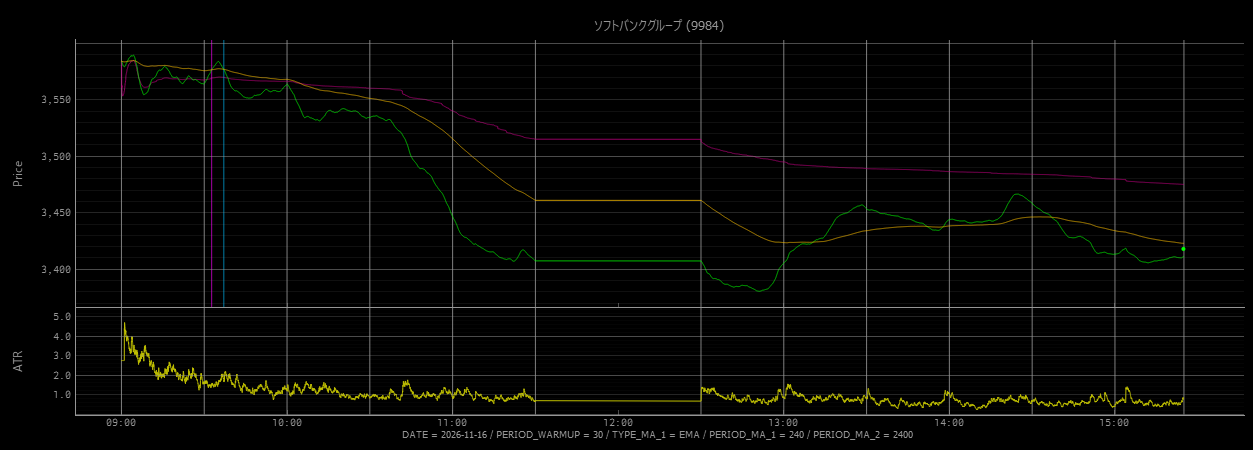 ソフトバンクグループ (9984)
3,550
3,500
3,450
3,400
Price
5.0
4.0
3.0
2.0
1.0
ATR
09:00 10:00 11:00 12:00 13:00 14:00 15:00
DATE = 2026-11-16 / PERIOD_WARMUP = 30 / TYPE_MA_1 = EMA / PERIOD_MA_1 = 240 / PERIOD_MA_2 = 2400